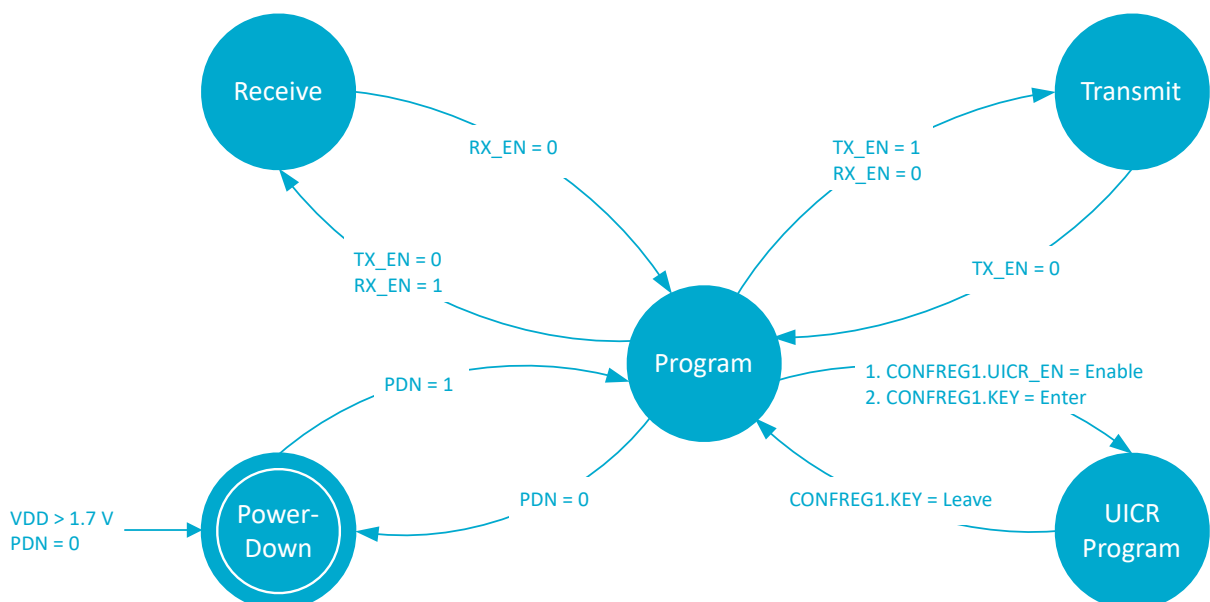 Receive
Transmit
RX_EN = 0
TX_EN = 1
RX_EN = 0
TX_EN = 0
RX_EN = 1
TX_EN = 0
Program
PDN = 1
1. CONFREG1.UICR_EN = Enable
2. CONFREG1.KEY = Enter
PDN = 0
CONFREG1.KEY = Leave
VDD > 1.7 V
PDN = 0
Power-
Down
UICR
Program